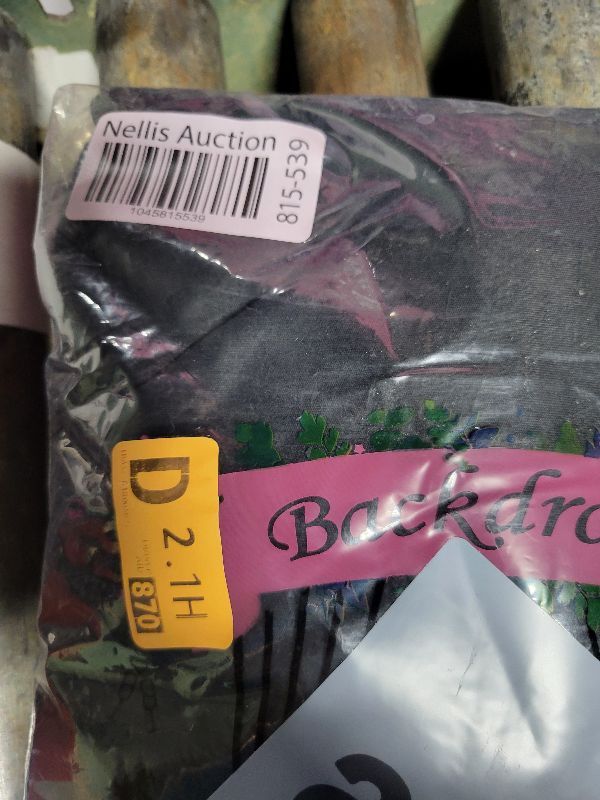 Nellis Auction
1045815539
815-539
Backdro
D
2.1H
870